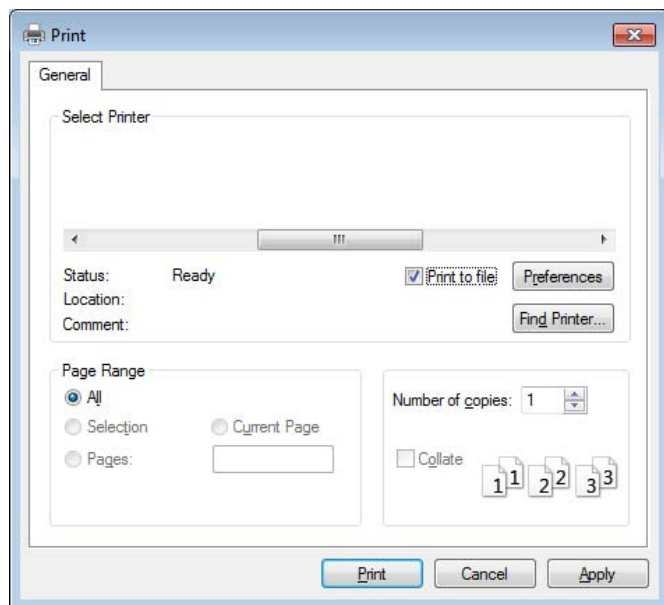 Print
General
Select Printer
Status: Ready
Print to file
Preferences
Location:
Comment:
Find Printer...
Page Range
All
Selection
Current Page
Pages:
Number of copies: 1
Collate
1 1 2 2 3 3
Print
Cancel
Apply